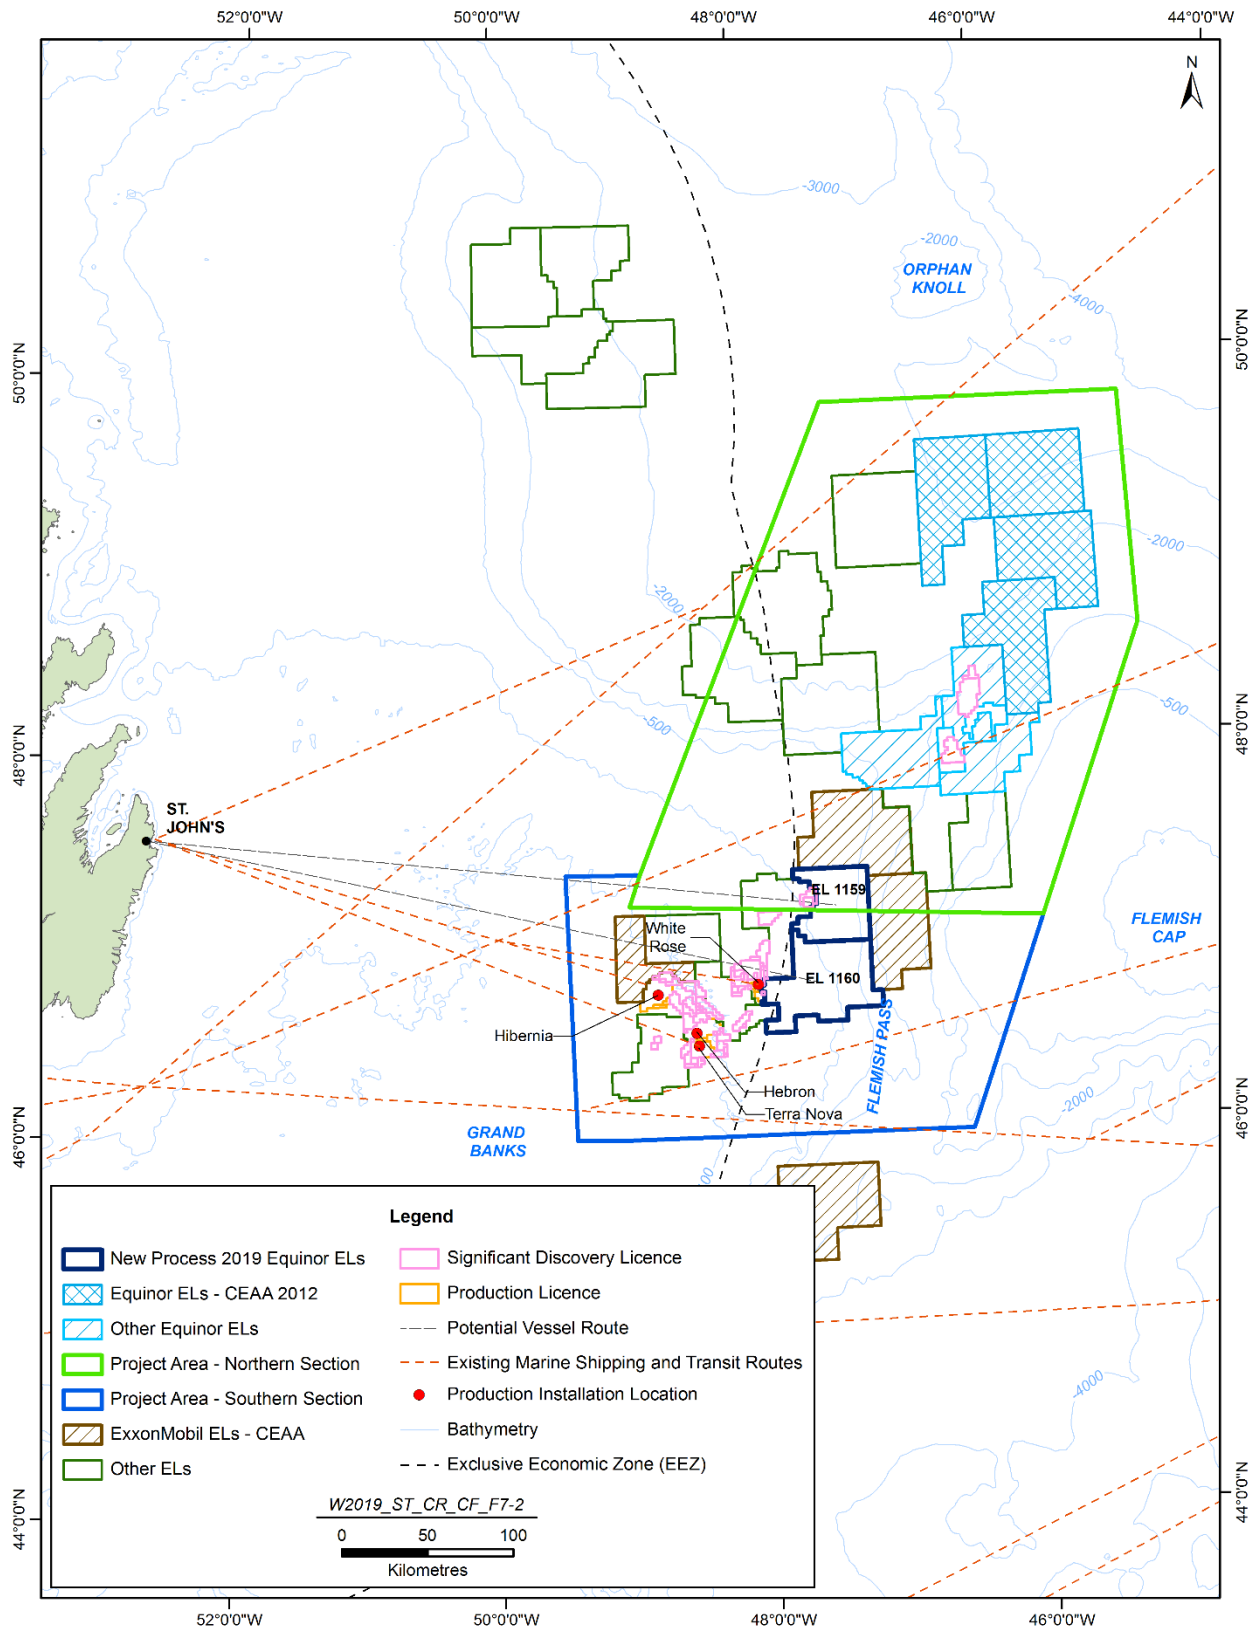 52°0'0"W
50°0'0"W
48°0'0"W
46°0'0"W
44°0'0"W
N
-3000
-2000
ORPHAN
KNOLL
-4000
50°0'0"N
50°0'0"N
-2000
-2000
-500
-500
48°0'0"N
48°0'0"N
ST.
JOHN'S
EL 1159
FLEMISH
CAP
White
Rose
EL 1160
Hibernia
FLEMISH PASS
Hebron
Terra Nova
-2000
GRAND
BANKS
46°0'0"N
46°0'0"N
00
Legend
New Process 2019 Equinor ELs
Equinor ELs - CEAA 2012
Other Equinor ELs
Project Area - Northern Section
Project Area - Southern Section
ExxonMobil ELs - CEAA
Other ELs
Significant Discovery Licence
Production Licence
Potential Vessel Route
Existing Marine Shipping and Transit Routes
Production Installation Location
Bathymetry
Exclusive Economic Zone (EEZ)
-4000
W2019_ST_CR_CF_F7-2
0 50 100
Kilometres
44°0'0"N
44°0'0"N
52°0'0"W
50°0'0"W
48°0'0"W
46°0'0"W